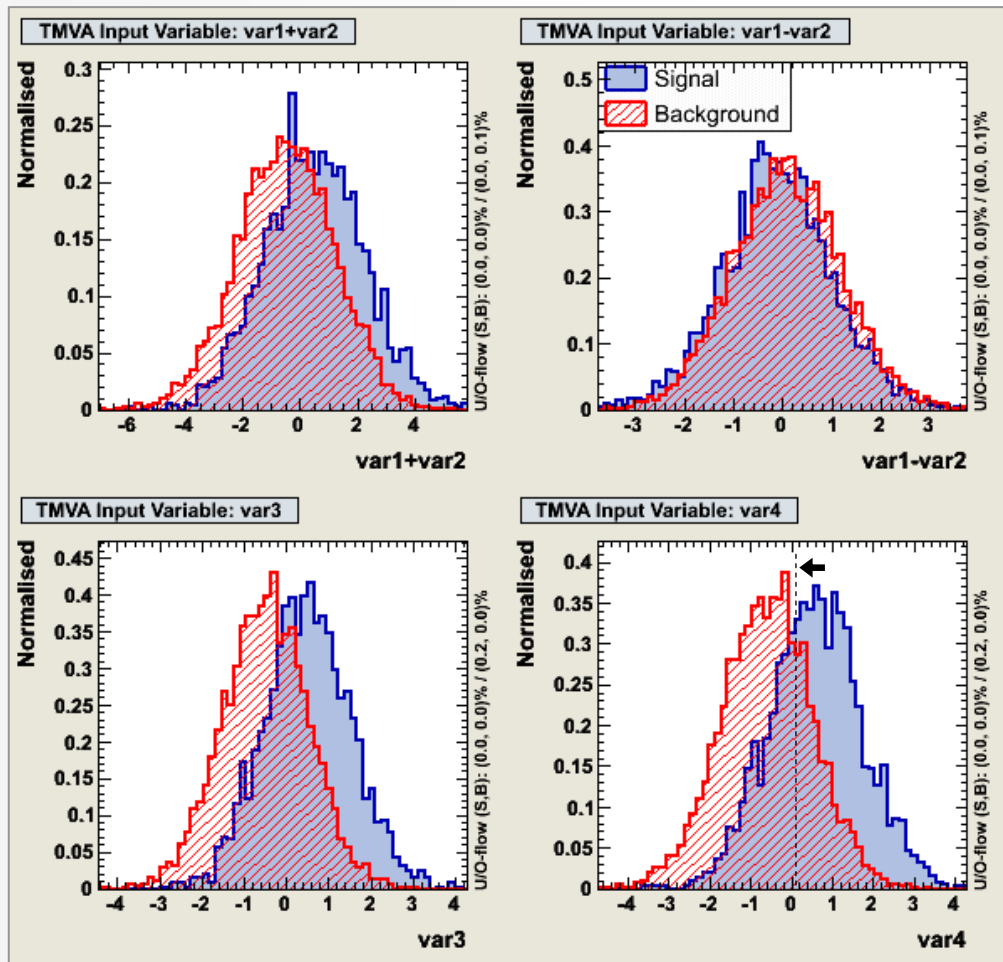 TMVA Input Variable: var1+var2
Normalised
0.3
0.25
0.2
0.15
0.1
0.05
0
-6 -4 -2 0 2 4
var1+var2
U/O-flow (S,B): (0.0, 0.0)% / (0.0, 0.1)%
TMVA Input Variable: var1-var2
Normalised
0.5
0.4
0.3
0.2
0.1
0
Signal
Background
-3 -2 -1 0 1 2 3
var1-var2
U/O-flow (S,B): (0.0, 0.0)% / (0.0, 0.1)%
TMVA Input Variable: var3
Normalised
0.45
0.4
0.35
0.3
0.25
0.2
0.15
0.1
0.05
0
-4 -3 -2 -1 0 1 2 3 4
var3
U/O-flow (S,B): (0.0, 0.0)% / (0.2, 0.0)%
TMVA Input Variable: var4
Normalised
0.4
0.35
0.3
0.25
0.2
0.15
0.1
0.05
0
-4 -3 -2 -1 0 1 2 3 4
var4
U/O-flow (S,B): (0.0, 0.0)% / (0.2, 0.0)%